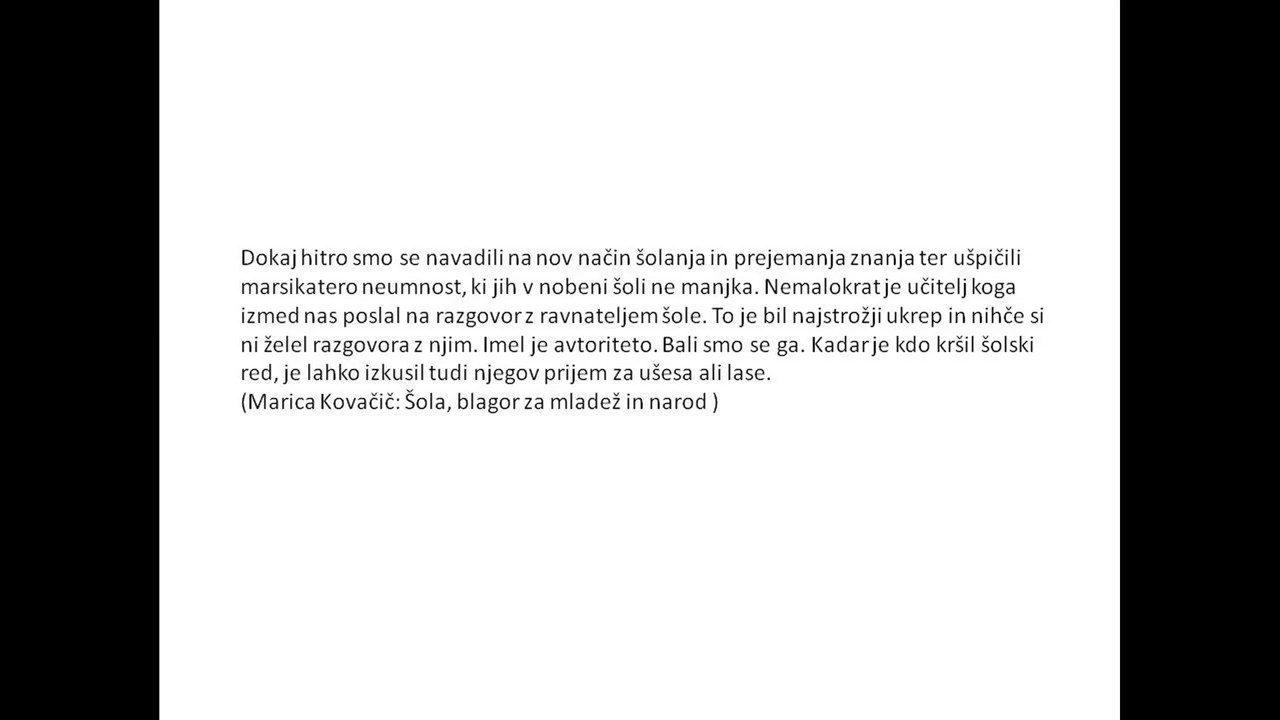 Dokaj hitro smo se navadili na nov način šolanja in prejemanja znanja ter ušpičili
marsikatero neumnost, ki jih v nobeni šoli ne manjka. Nemalokrat je učitelj koga
izmed nas poslal na razgovor z ravnateljem šole. To je bil najstrožji ukrep in nihče si
ni želel razgovora z njim. Imel je avtoriteto. Bali smo se ga. Kadar je kdo kršil šolski
red, je lahko izkusil tudi njegov prijem za ušesa ali lase.
(Marica Kovačič: Šola, blagor za mladež in narod )